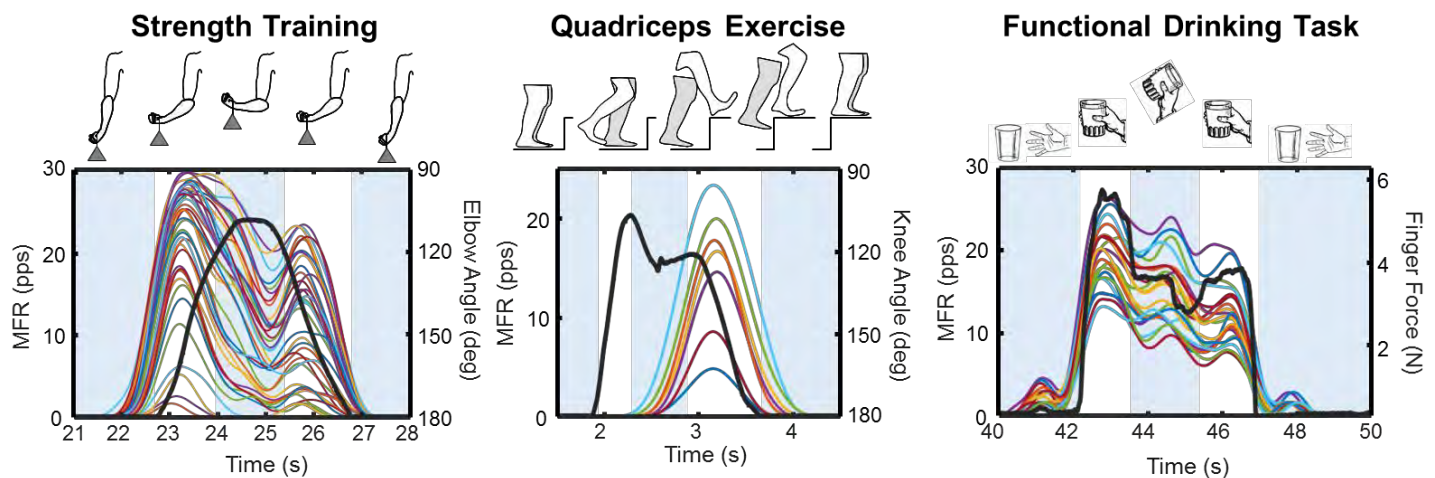 Strength Training
30
20
10
0
MFR (pps)
90
120
150
180
Elbow Angle (deg)
21 22 23 24 25 26 27 28
Time (s)
Quadriceps Exercise
20
10
0
MFR (pps)
90
120
150
180
Knee Angle (deg)
2 3 4
Time (s)
Functional Drinking Task
30
20
10
0
MFR (pps)
6
4
2
Finger Force (N)
40 42 44 46 48 50
Time (s)